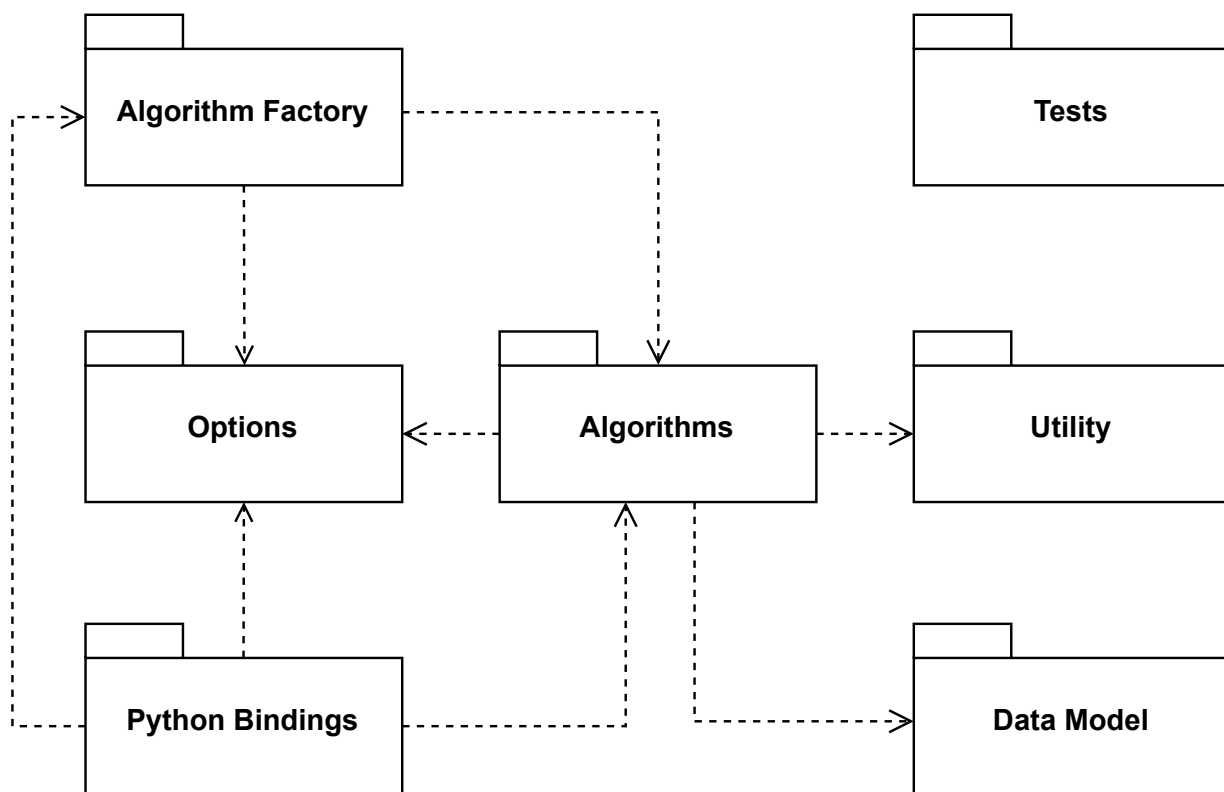 Algorithm Factory
Tests
Options
Algorithms
Utility
Python Bindings
Data Model